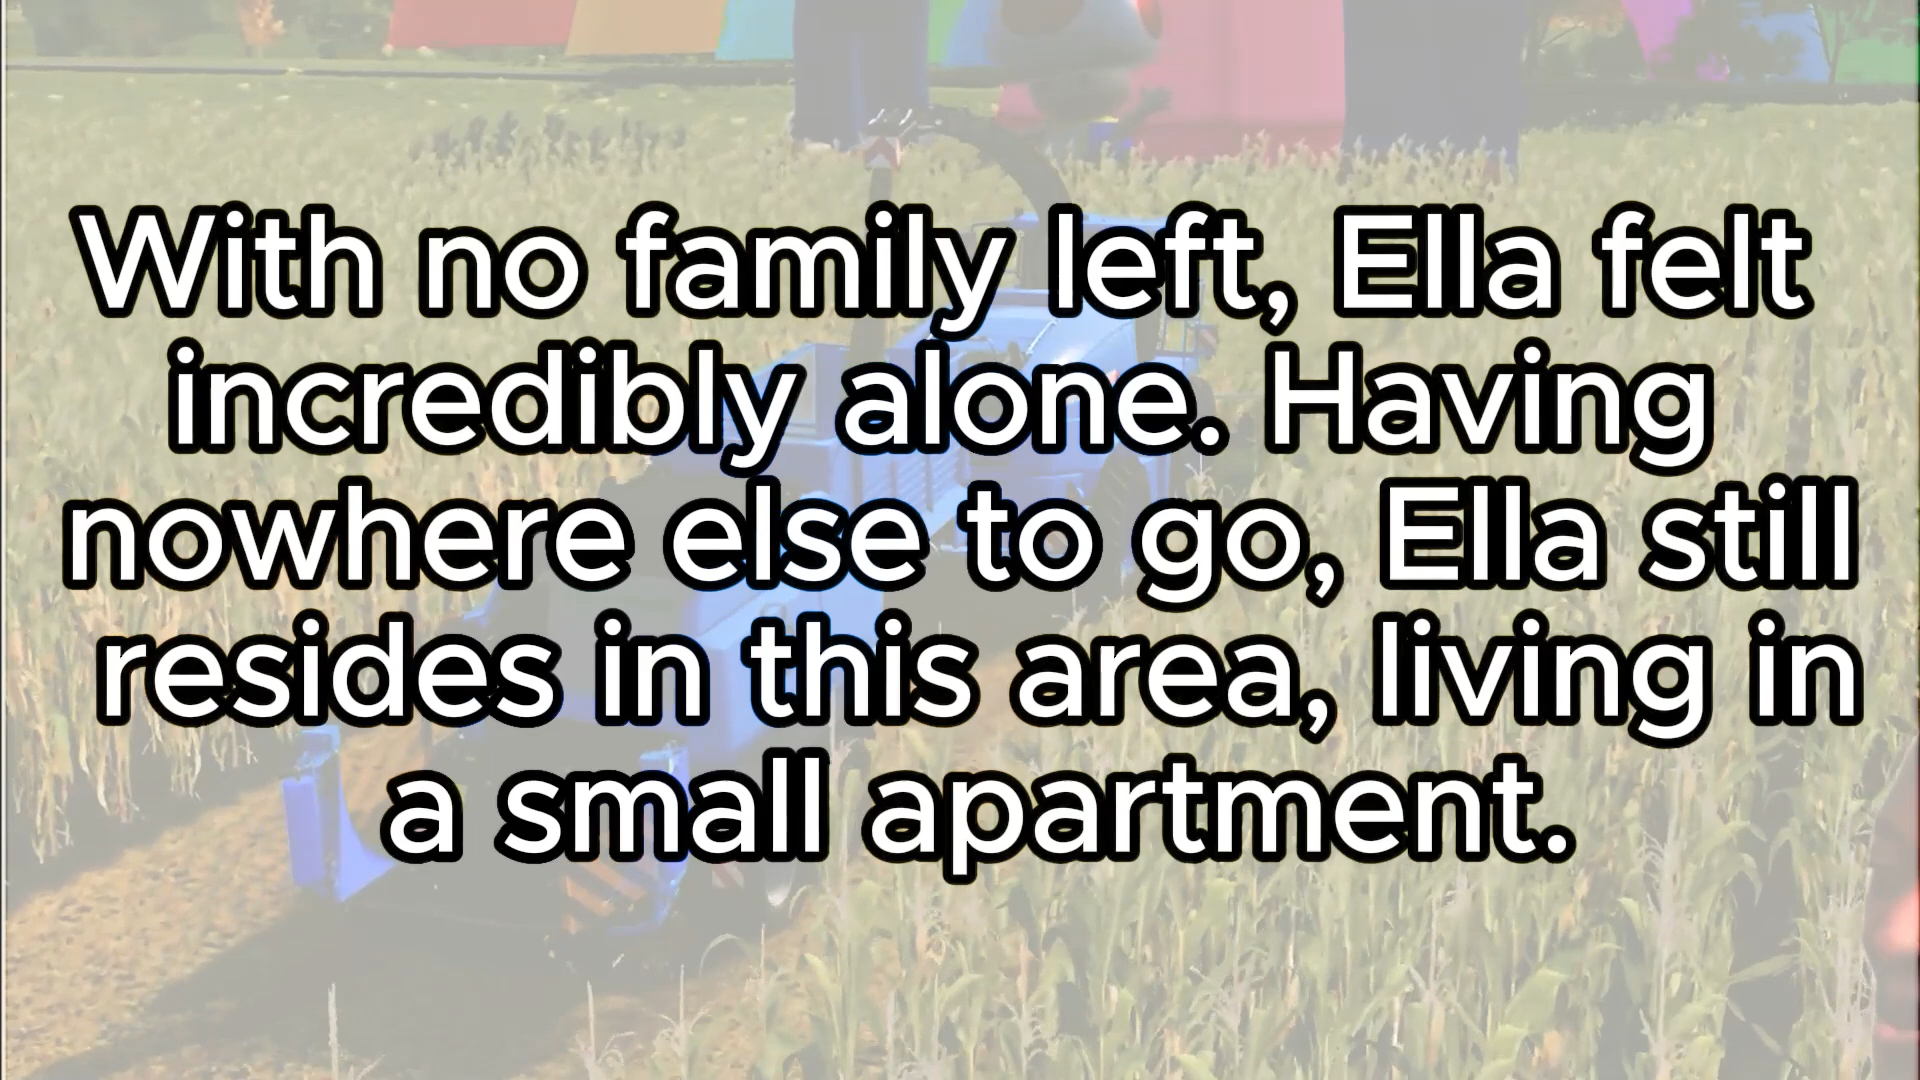 With no family left, Ella felt
incredibly alone. Having
nowhere else to go, Ella still
resides in this area, living in
a small apartment.